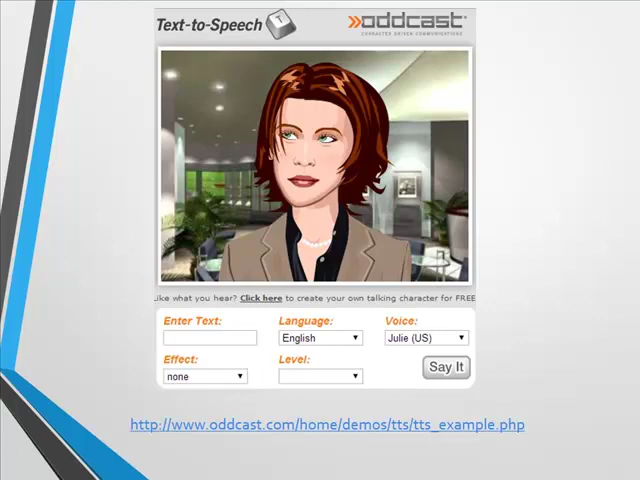 Text-to-Speech T
oddcast
CHARACTER DRIVEN COMMUNICATIONS
Like what you hear? Click here to create your own talking character for FREE
Enter Text: Language: Voice:
English Julie (US)
Effect: Level:
none Say It
http://www.oddcast.com/home/demos/tts/tts_example.php